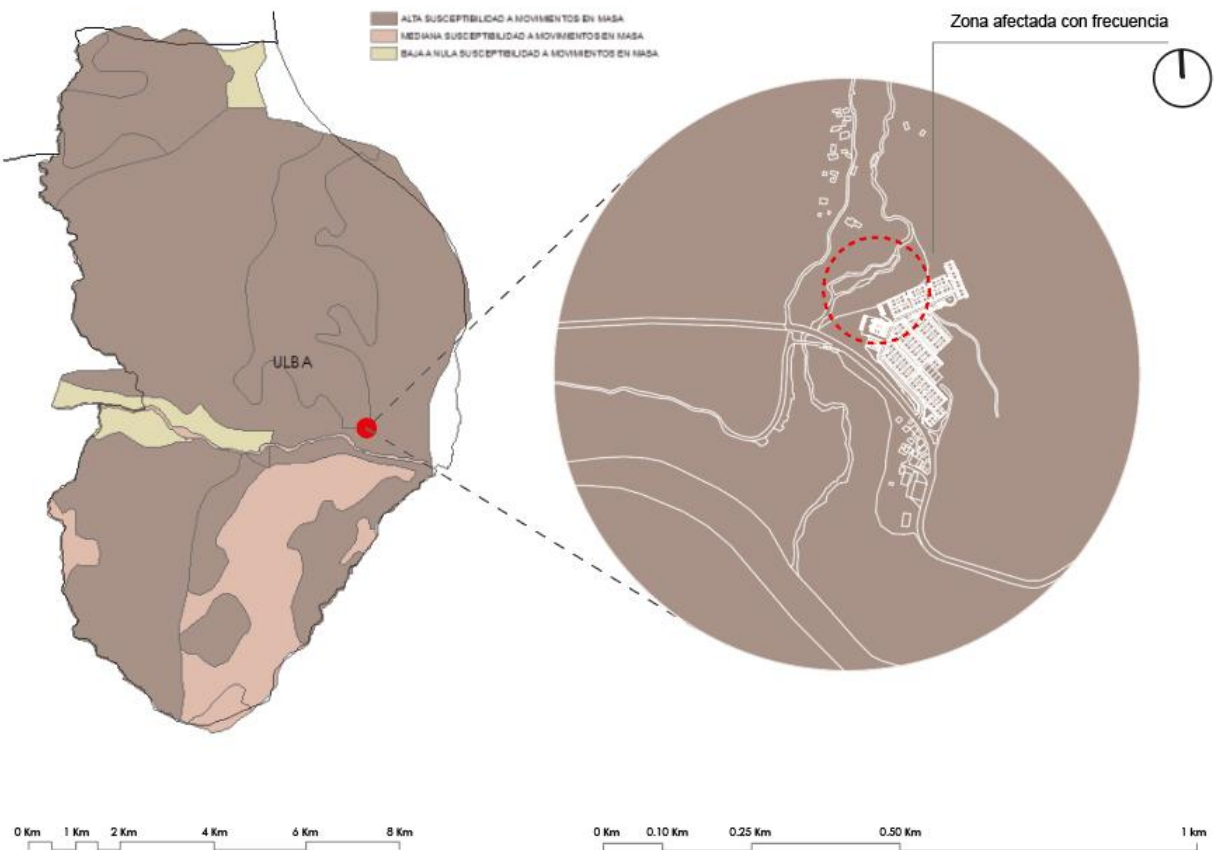 ALTA SUSCEPTIBILIDAD A MOVIMIENTOS EN MASA
MEDIANA SUSCEPTIBILIDAD A MOVIMIENTOS EN MASA
BAJA A NULA SUSCEPTIBILIDAD A MOVIMIENTOS EN MASA
Zona afectada con frecuencia
ULBA
0 Km 1 Km 2 Km 4 Km 6 Km 8 Km
0 Km 0.10 Km 0.25 Km 0.50 Km 1 km